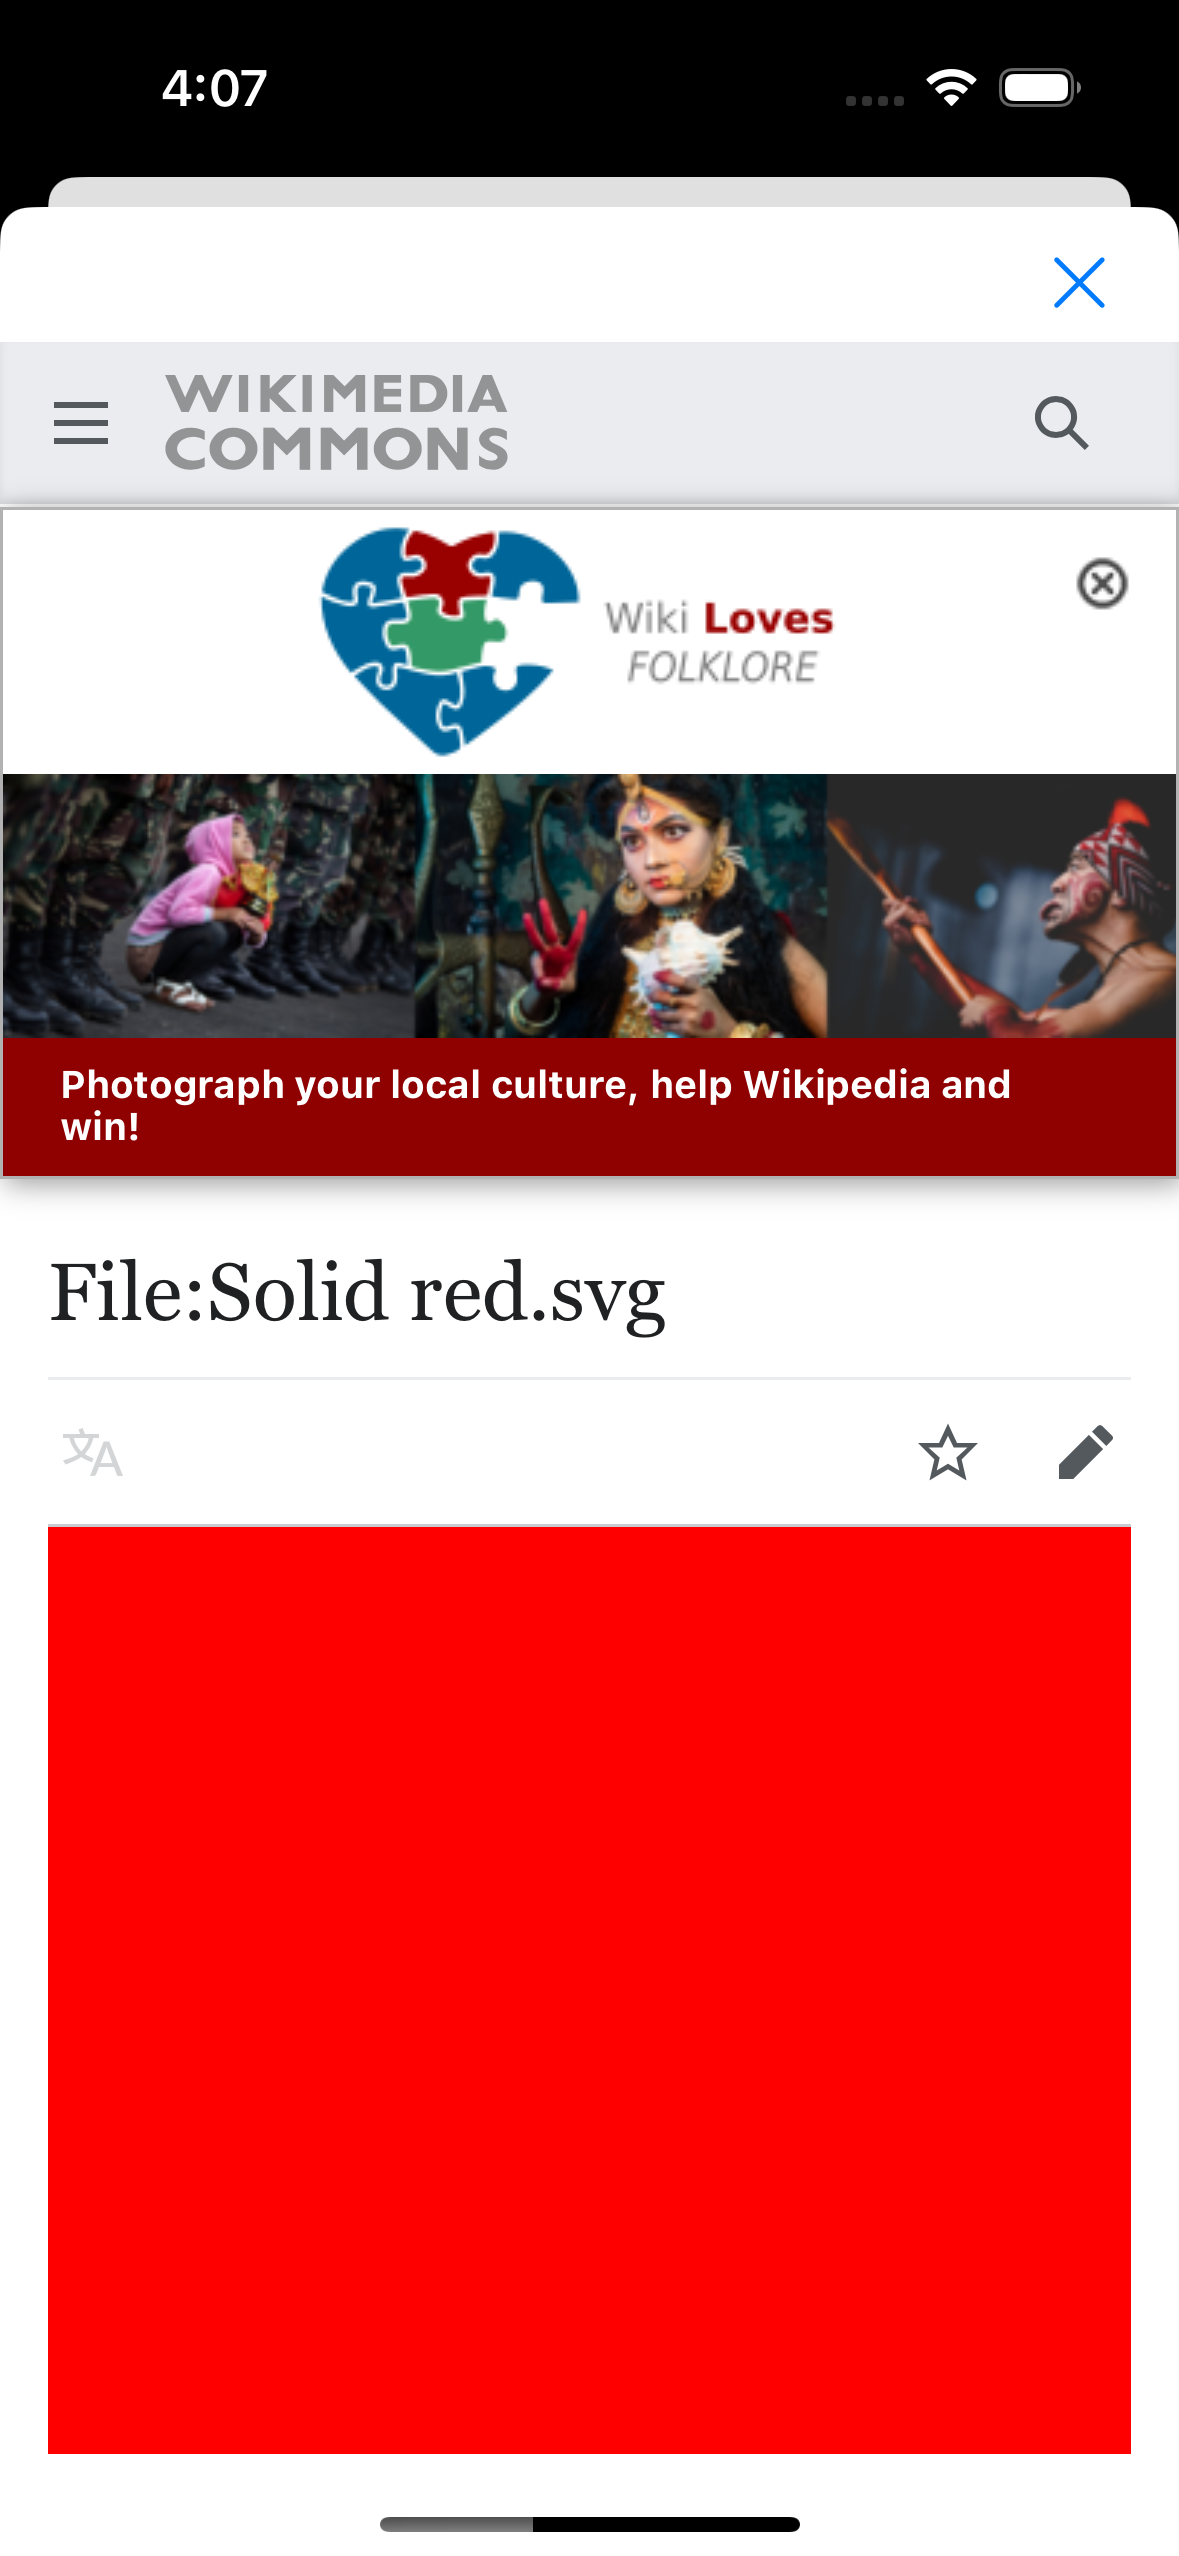 4:07
WIKIMEDIA
COMMONS
Wiki Loves
FOLKLORE
Photograph your local culture, help Wikipedia and
win!
File:Solid red.svg